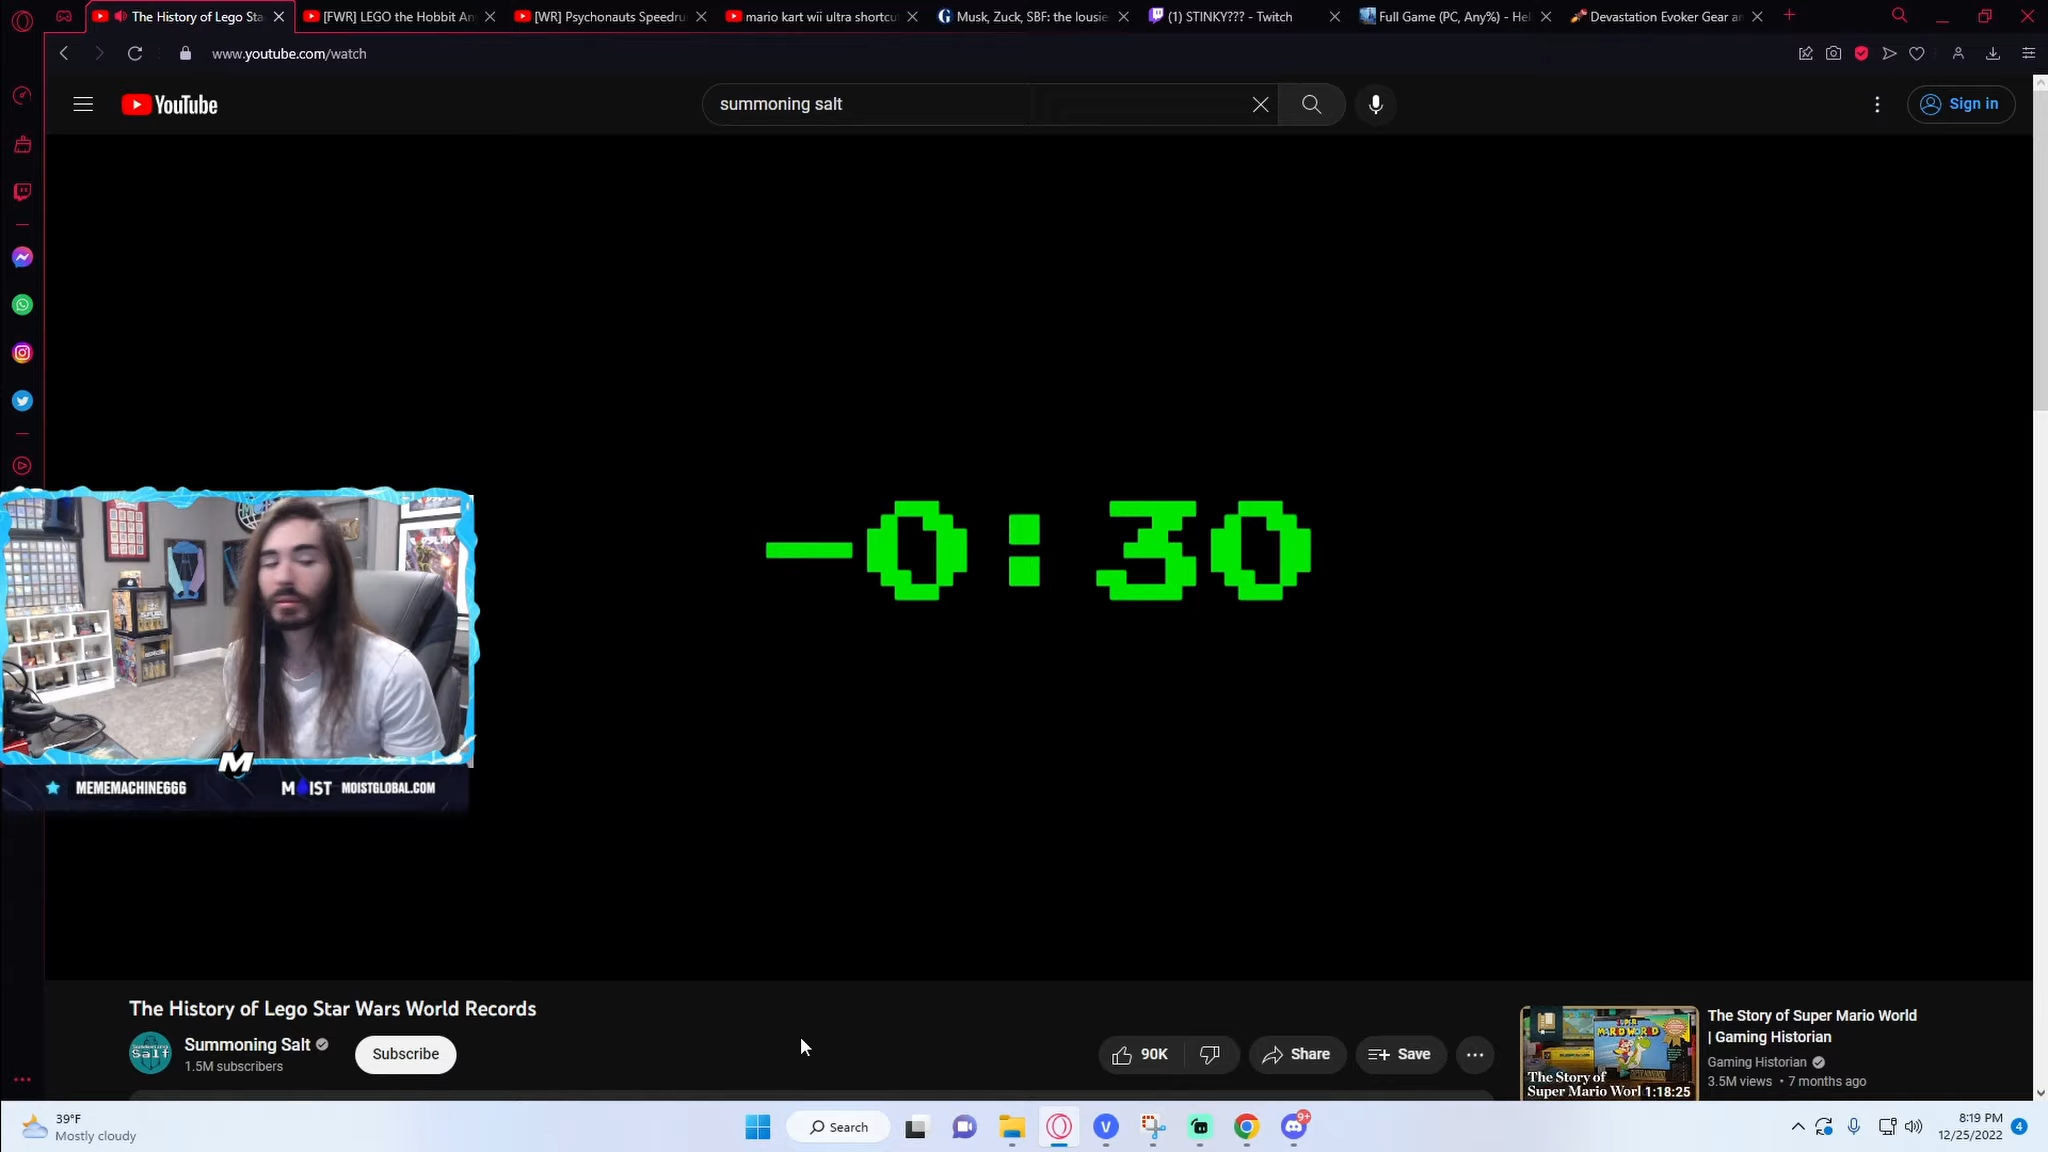 The History of Lego Sta
[FWR] LEGO the Hobbit An
[WR] Psychonauts Speedru
mario kart wii ultra shortcu
Musk, Zuck, SBF: the lousie
(1) STINKY??? - Twitch
Full Game (PC, Any%) - Hel
Devastation Evoker Gear a
www.youtube.com/watch
YouTube
summoning salt
Sign in
-0:30
M
MEMEMACHINE666
MOIST
MOISTGLOBAL.COM
The History of Lego Star Wars World Records
Summoning Salt
1.5M subscribers
Subscribe
90K
Share
Save
The Story of
Super Mario Worl
1:18:25
The Story of Super Mario World
| Gaming Historian
Gaming Historian
3.5M views • 7 months ago
39°F
Mostly cloudy
Search
9+
8:19 PM
12/25/2022
4